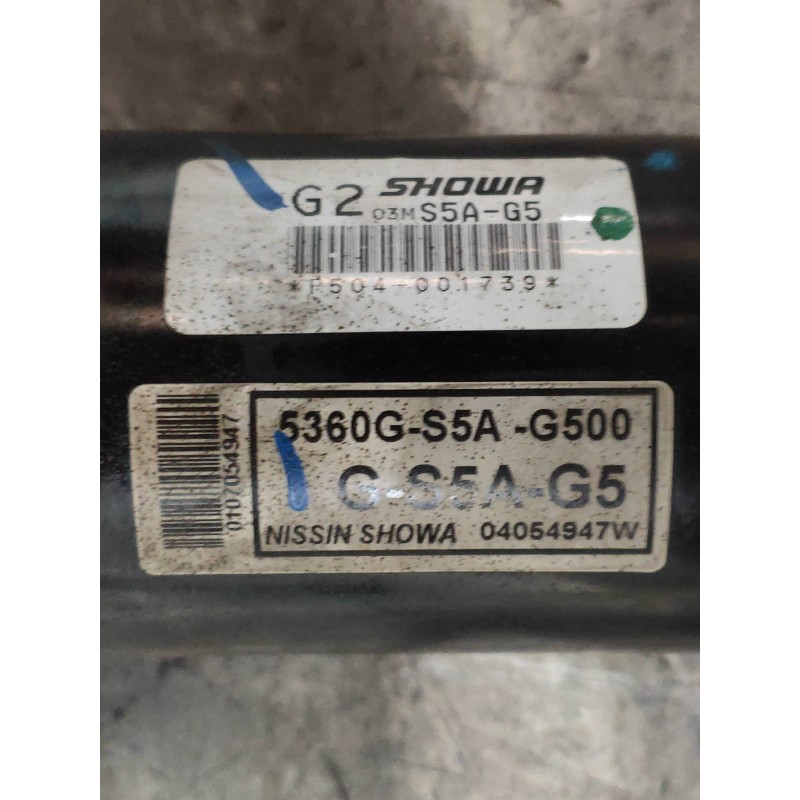 SHOWA
G2 03M S5A-G5
*P504-001739*
0107054947
5360G-S5A -G500
G-S5A-G5
NISSIN SHOWA 04054947W